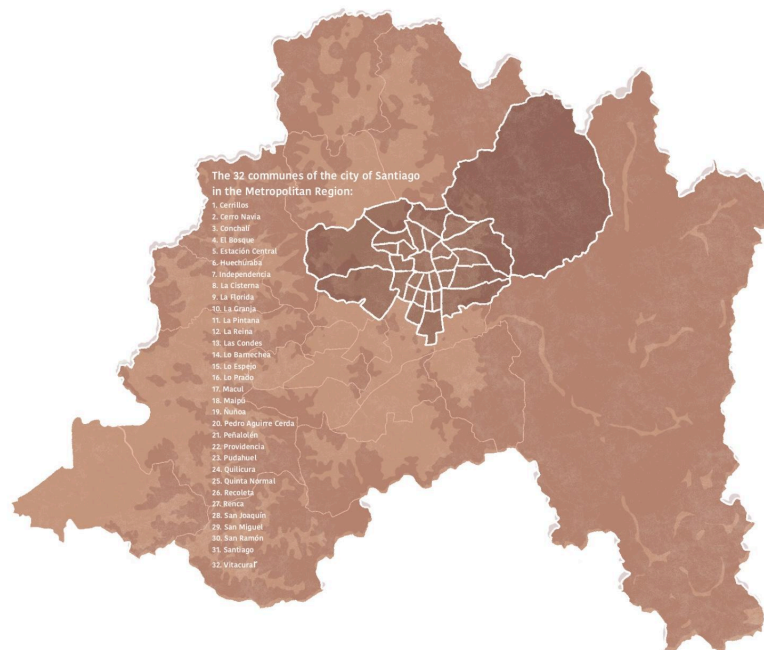 The 32 communes of the city of Santiago
in the Metropolitan Region:
1. Cerrillos
2. Cerro Navia
3. Conchalí
4. El Bosque
5. Estación Central
6. Huechuraba
7. Independencia
8. La Cisterna
9. La Florida
10. La Granja
11. La Pintana
12. La Reina
13. Las Condes
14. Lo Barnechea
15. Lo Espejo
16. Lo Prado
17. Macul
18. Maipú
19. Ñuñoa
20. Pedro Aguirre Cerda
21. Peñalolén
22. Providencia
23. Pudahuel
24. Quilicura
25. Quinta Normal
26. Recoleta
27. Renca
28. San Joaquín
29. San Miguel
30. San Ramón
31. Santiago
32. Vitacurar